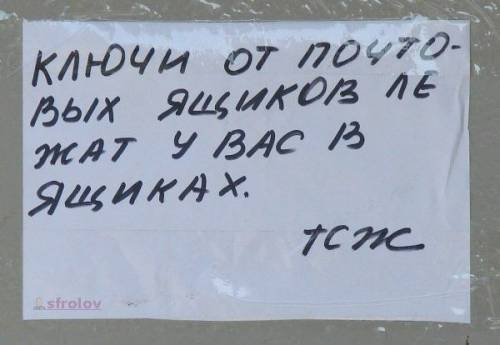 КЛЮЧИ ОТ ПОЧТО-
ВЫХ ЯЩИКОВ ЛЕ
ЖАТ У ВАС В
ЯЩИКАХ.
ТСЖ
sfrolov